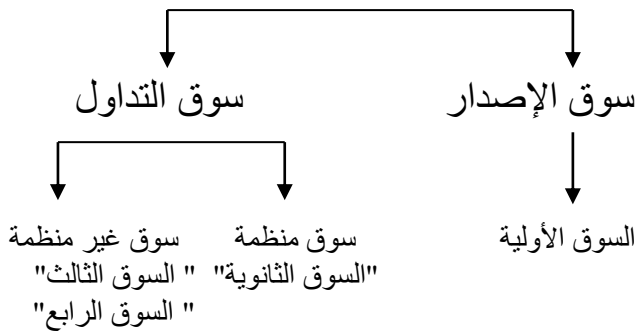 سوق الإصدار
سوق التداول
السوق الأولية
سوق منظمة
"السوق الثانوية"
سوق غير منظمة
" السوق الثالث"
" السوق الرابع"